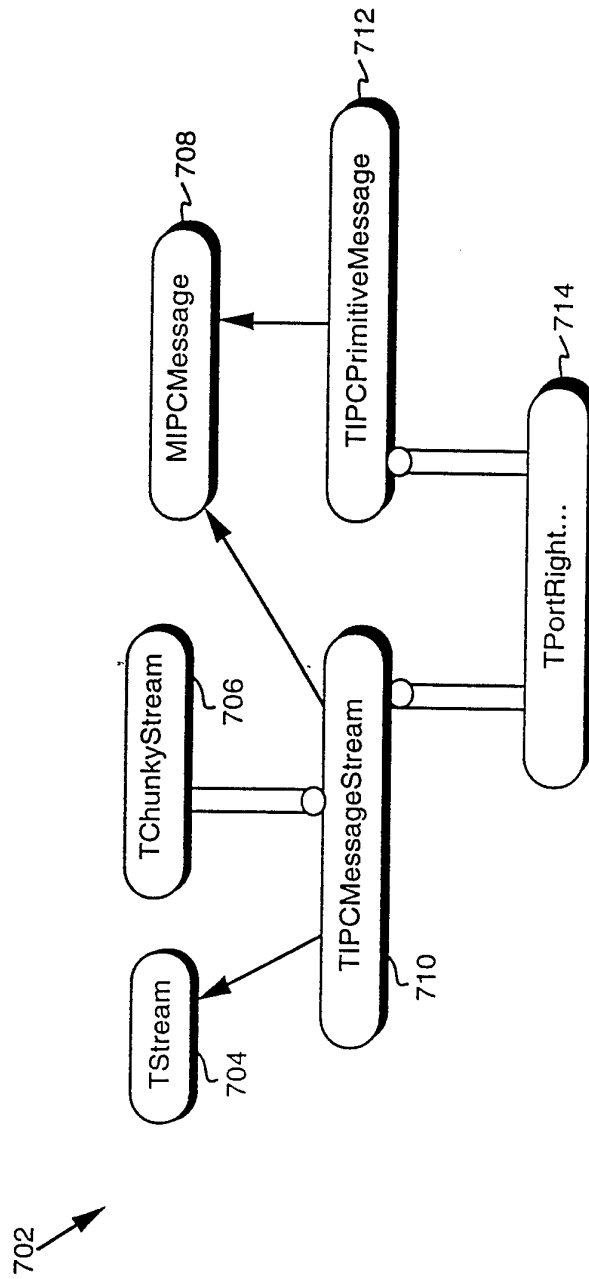 702
TStream
704
TChunkyStream
706
MIPCMessage
708
TIPCMessageStream
710
TIPCPrimitiveMessage
712
TPortRight...
714